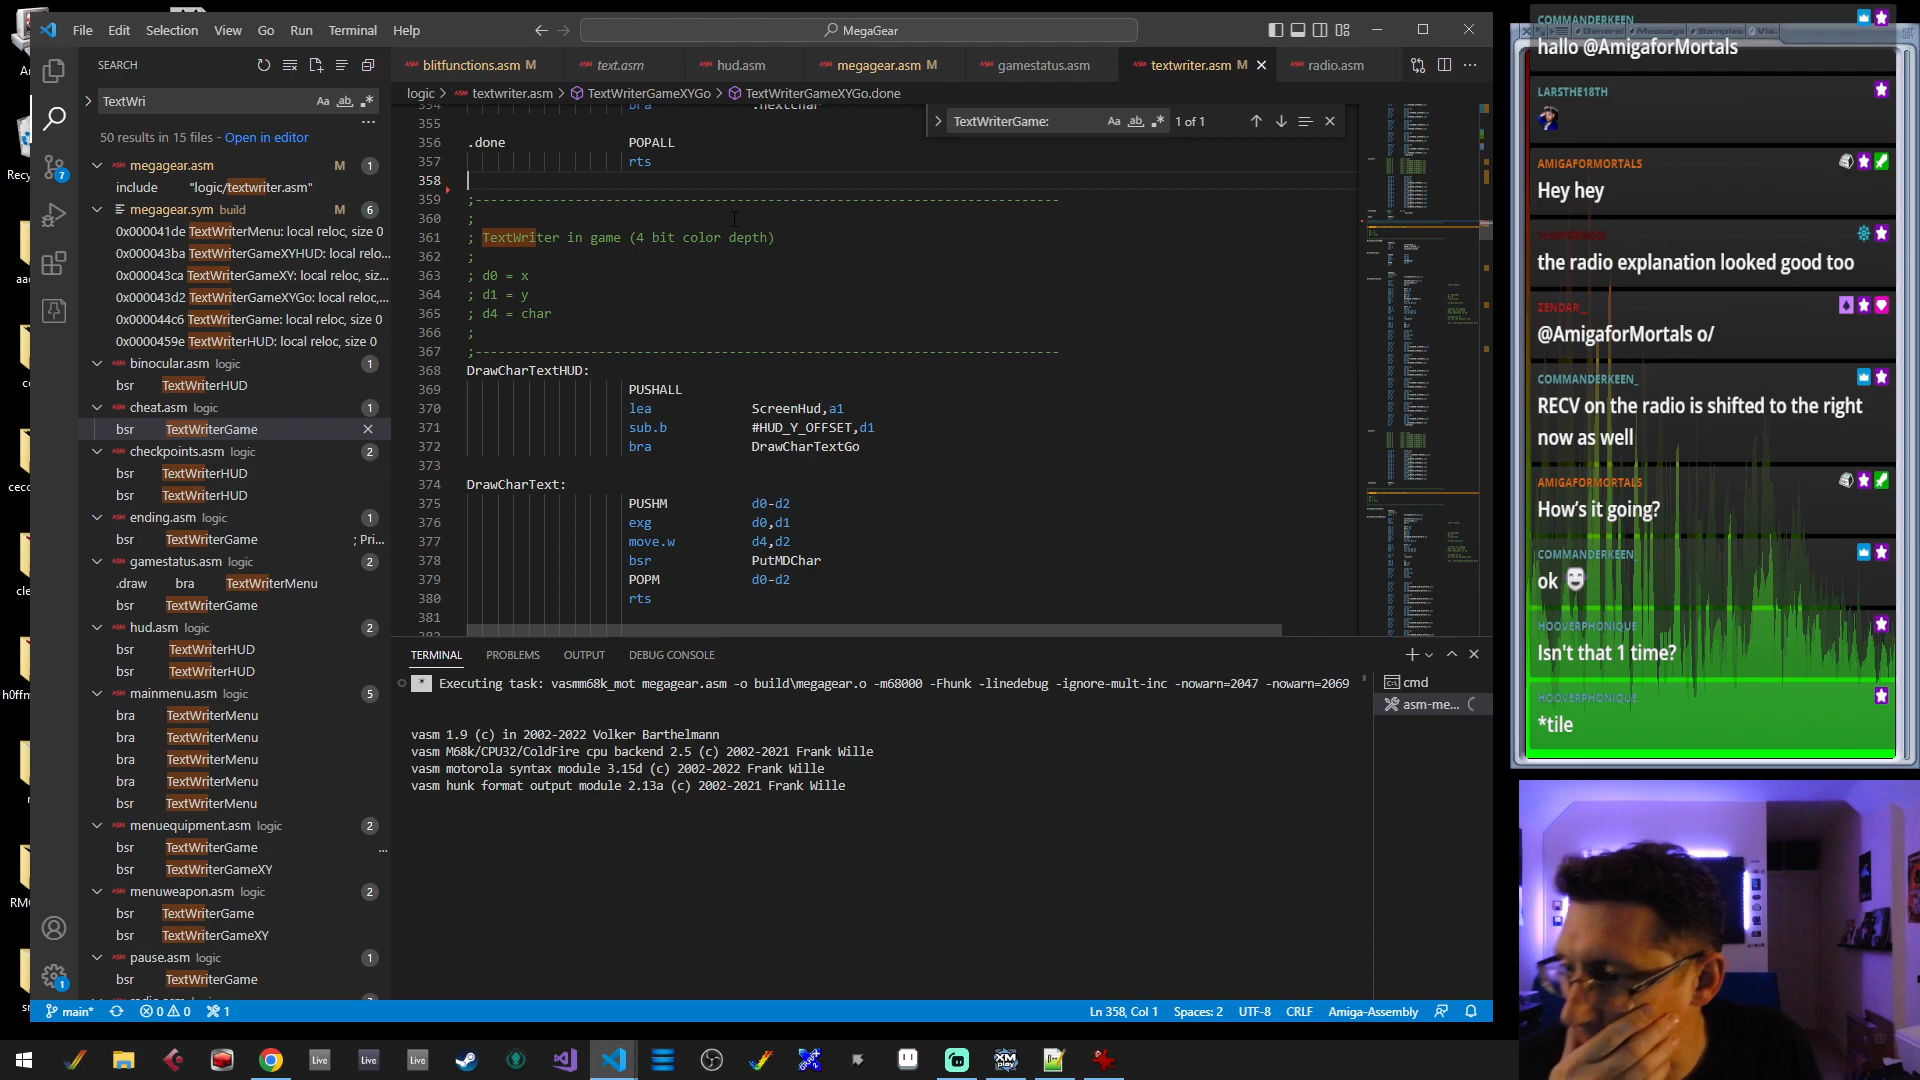 File Edit Selection View Go Run Terminal Help
MegaGear
SEARCH
TextWri
50 results in 15 files - Open in editor
megagear.asm M 1
include "logic/textwriter.asm"
megagear.sym build M 6
0x000041de TextWriterMenu: local reloc, size 0
0x000043ba TextWriterGameXYHUD: local relo...
0x000043ca TextWriterGameXY: local reloc, siz...
0x000043d2 TextWriterGameXYGo: local reloc,...
0x000044c6 TextWriterGame: local reloc, size 0
0x0000459e TextWriterHUD: local reloc, size 0
binocular.asm logic 1
bsr TextWriterHUD
cheat.asm logic 1
bsr TextWriterGame
checkpoints.asm logic 2
bsr TextWriterHUD
bsr TextWriterHUD
ending.asm logic 1
bsr TextWriterGame ; Pri...
gamestatus.asm logic 2
.draw bra TextWriterMenu
bsr TextWriterGame
hud.asm logic 2
bsr TextWriterHUD
bsr TextWriterHUD
mainmenu.asm logic 5
bra TextWriterMenu
bra TextWriterMenu
bra TextWriterMenu
bra TextWriterMenu
bsr TextWriterMenu
menuequipment.asm logic 2
bsr TextWriterGame ...
bsr TextWriterGameXY
menuweapon.asm logic 2
bsr TextWriterGame
bsr TextWriterGameXY
pause.asm logic 1
bsr TextWriterGame
blitfunctions.asm M text.asm hud.asm megagear.asm M gamestatus.asm textwriter.asm M radio.asm
logic > textwriter.asm > TextWriterGameXYGo > TextWriterGameXYGo.done
TextWriterGame: 1 of 1
354 bra .nextchar
355
356 .done POPALL
357 rts
358
359 ;----------------------------------------------------------------------------
360 ;
361 ; TextWriter in game (4 bit color depth)
362 ;
363 ; d0 = x
364 ; d1 = y
365 ; d4 = char
366 ;
367 ;----------------------------------------------------------------------------
368 DrawCharTextHUD:
369 PUSHALL
370 lea ScreenHud,a1
371 sub.b #HUD_Y_OFFSET,d1
372 bra DrawCharTextGo
373
374 DrawCharText:
375 PUSHM d0-d2
376 exg d0,d1
377 move.w d4,d2
378 bsr PutMDChar
379 POPM d0-d2
380 rts
381
382
TERMINAL PROBLEMS OUTPUT DEBUG CONSOLE
* Executing task: vasmm68k_mot megagear.asm -o build\megagear.o -m68000 -Fhunk -linedebug -ignore-mult-inc -nowarn=2047 -nowarn=2069
vasm 1.9 (c) in 2002-2022 Volker Barthelmann
vasm M68k/CPU32/ColdFire cpu backend 2.5 (c) 2002-2021 Frank Wille
vasm motorola syntax module 3.15d (c) 2002-2022 Frank Wille
vasm hunk format output module 2.13a (c) 2002-2021 Frank Wille
cmd
asm-me...
main* 0 0 1
Ln 358, Col 1 Spaces: 2 UTF-8 CRLF Amiga-Assembly
7
1
Live Live Live
COMMANDERKEEN_
hallo @AmigaforMortals
LARSTHE18TH
AMIGAFORMORTALS
Hey hey
the radio explanation looked good too
ZENDAR__
@AmigaforMortals o/
COMMANDERKEEN_
RECV on the radio is shifted to the right
now as well
AMIGAFORMORTALS
How's it going?
COMMANDERKEEN_
ok
HOOVERPHONIQUE
Isn't that 1 time?
HOOVERPHONIQUE
*tile